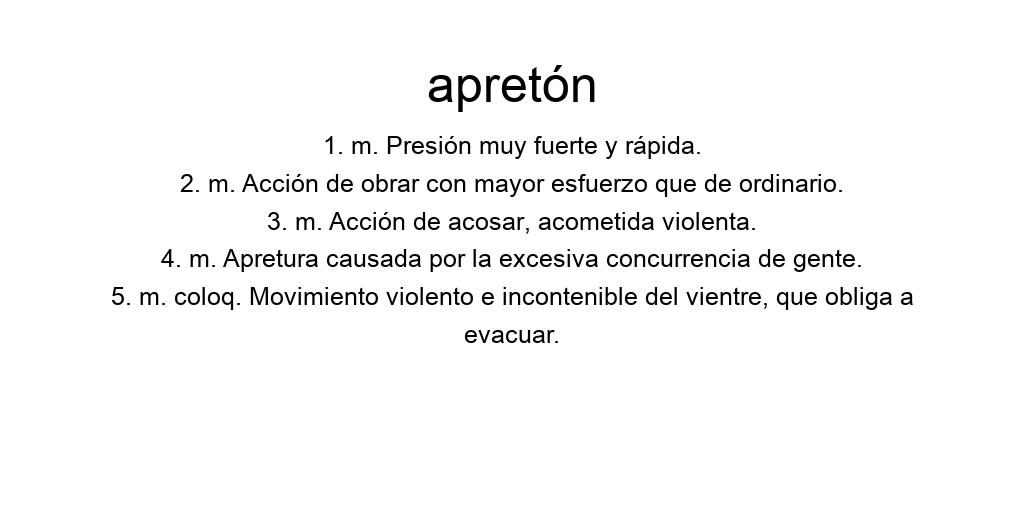 apretón
1. m. Presión muy fuerte y rápida.
2. m. Acción de obrar con mayor esfuerzo que de ordinario.
3. m. Acción de acosar, acometida violenta.
4. m. Apretura causada por la excesiva concurrencia de gente.
5. m. coloq. Movimiento violento e incontenible del vientre, que obliga a
evacuar.